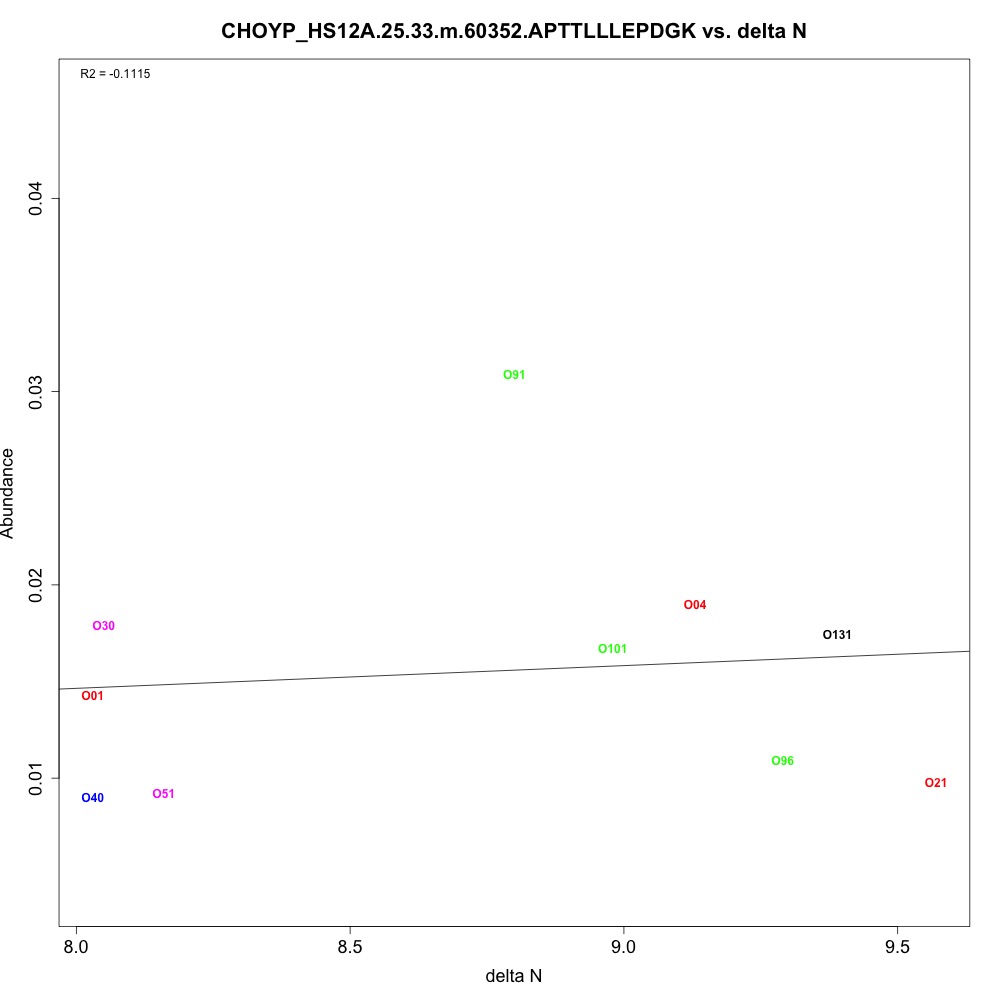 CHOYP_HS12A.25.33.m.60352.APTTLLLEPDGK vs. delta N
R2 = -0.1115
0.04
O91
0.03
Abundance
0.02
O04
O30
O131
O101
O01
O96
0.01
O21
O51
O40
8.0 8.5 9.0 9.5
delta N